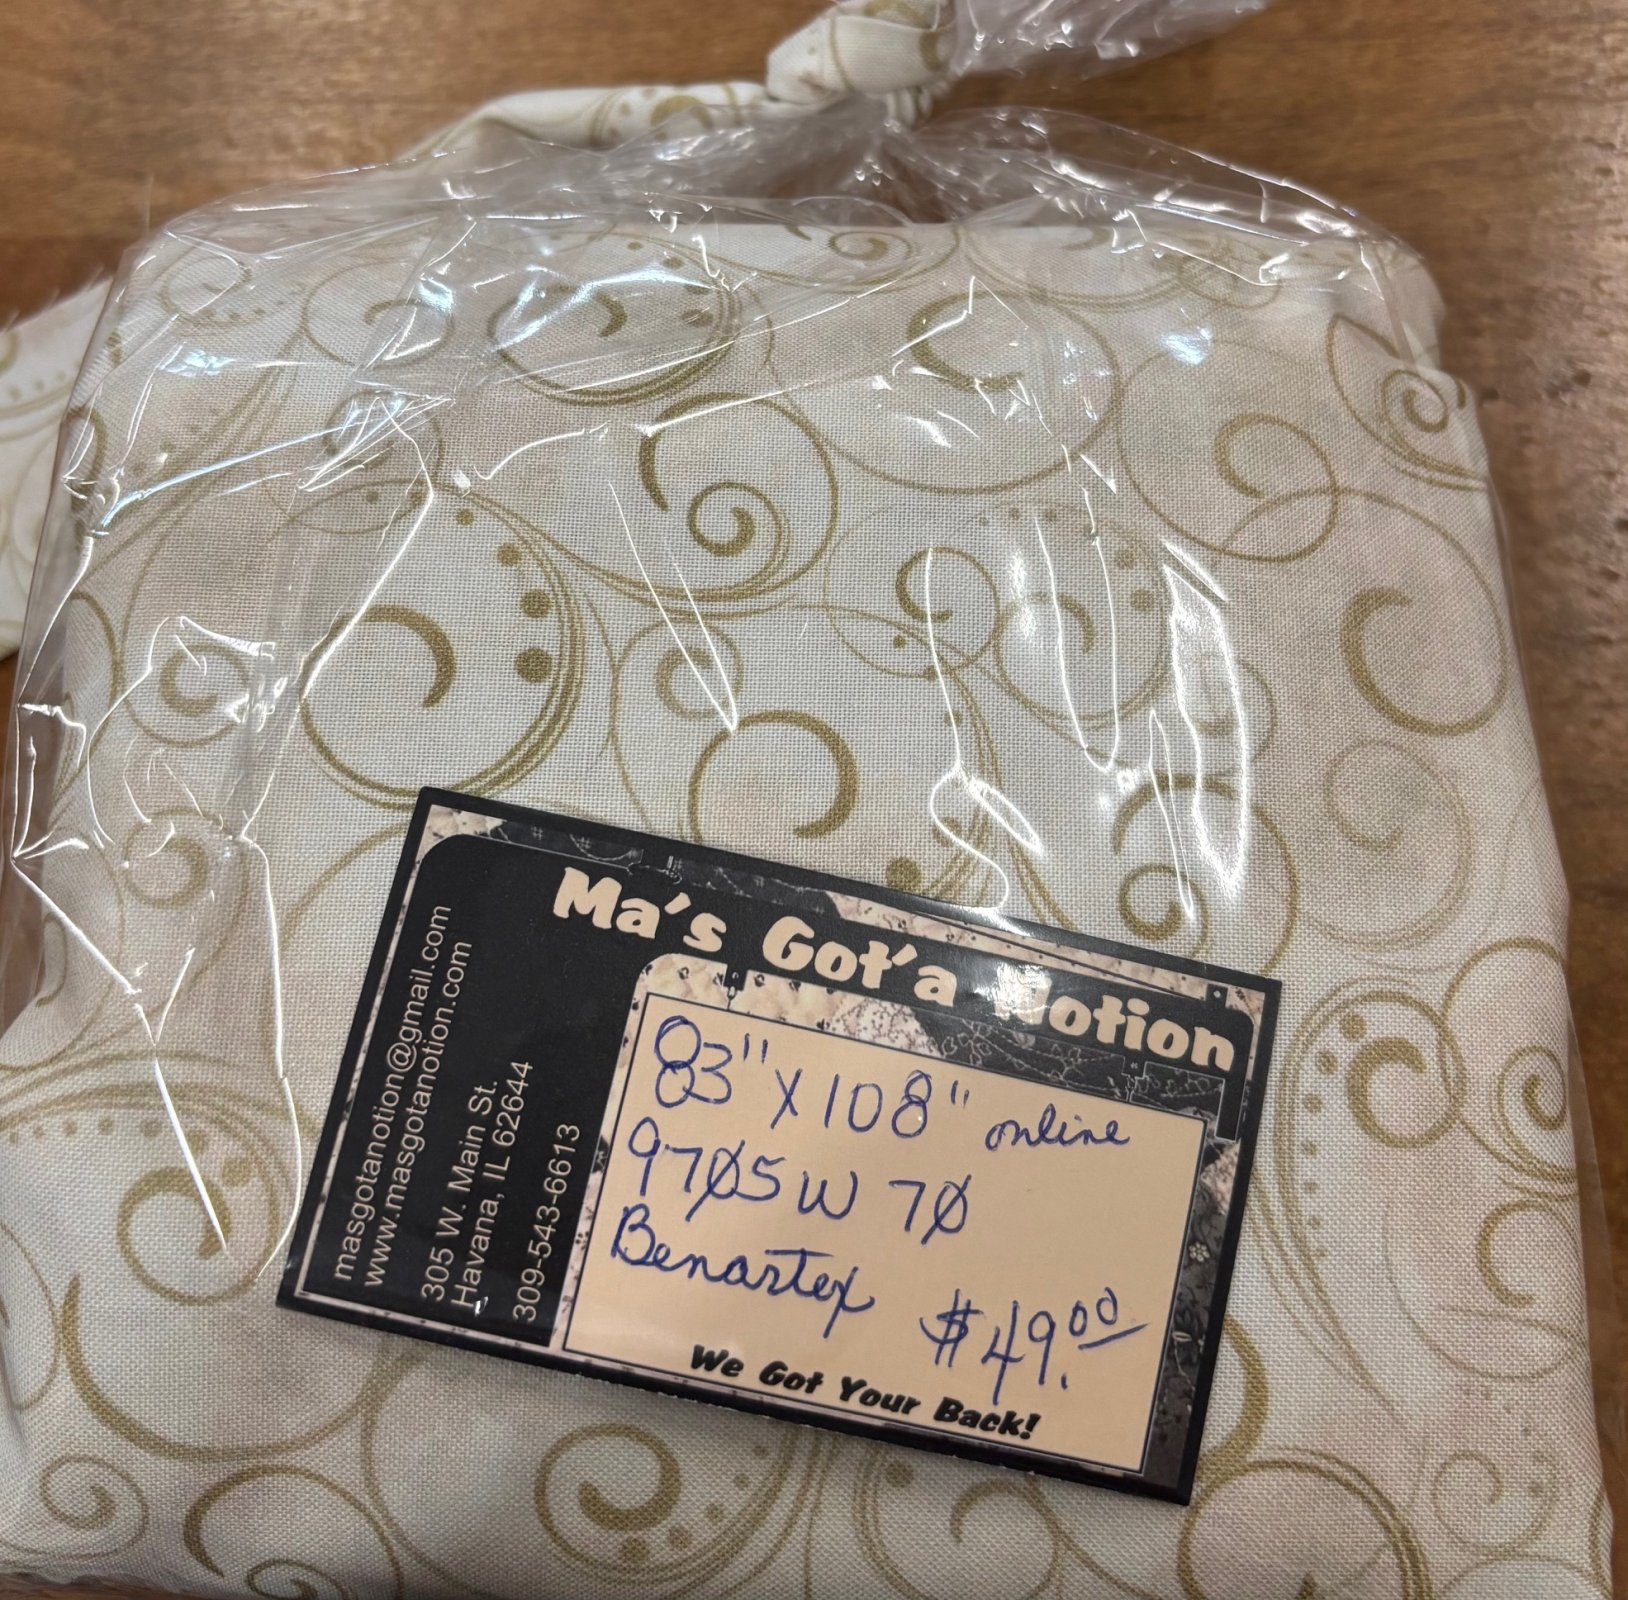 Ma's Got'a Notion
masgotanotion@gmail.com
www.masgotanotion.com
305 W. Main St.
Havana, IL 62644
309-543-6613
83" X 108" online
97Ø5W 7Ø
Benartex
$49.00
We Got Your Back!